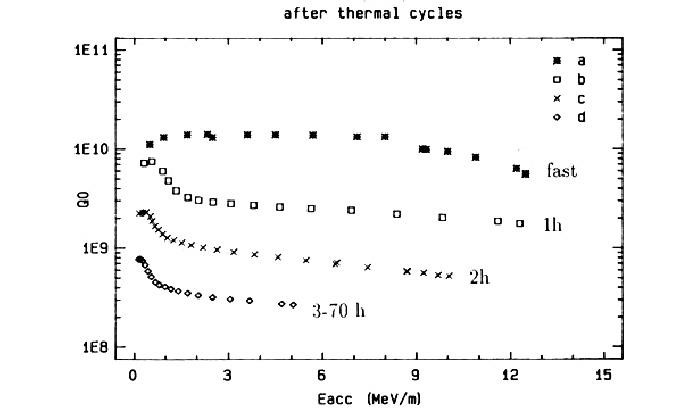 after thermal cycles
1E11
1E10
1E9
1E8
Q0
a
b
c
d
fast
1h
2h
3-70 h
0 3 6 9 12 15
Eacc (MeV/m)